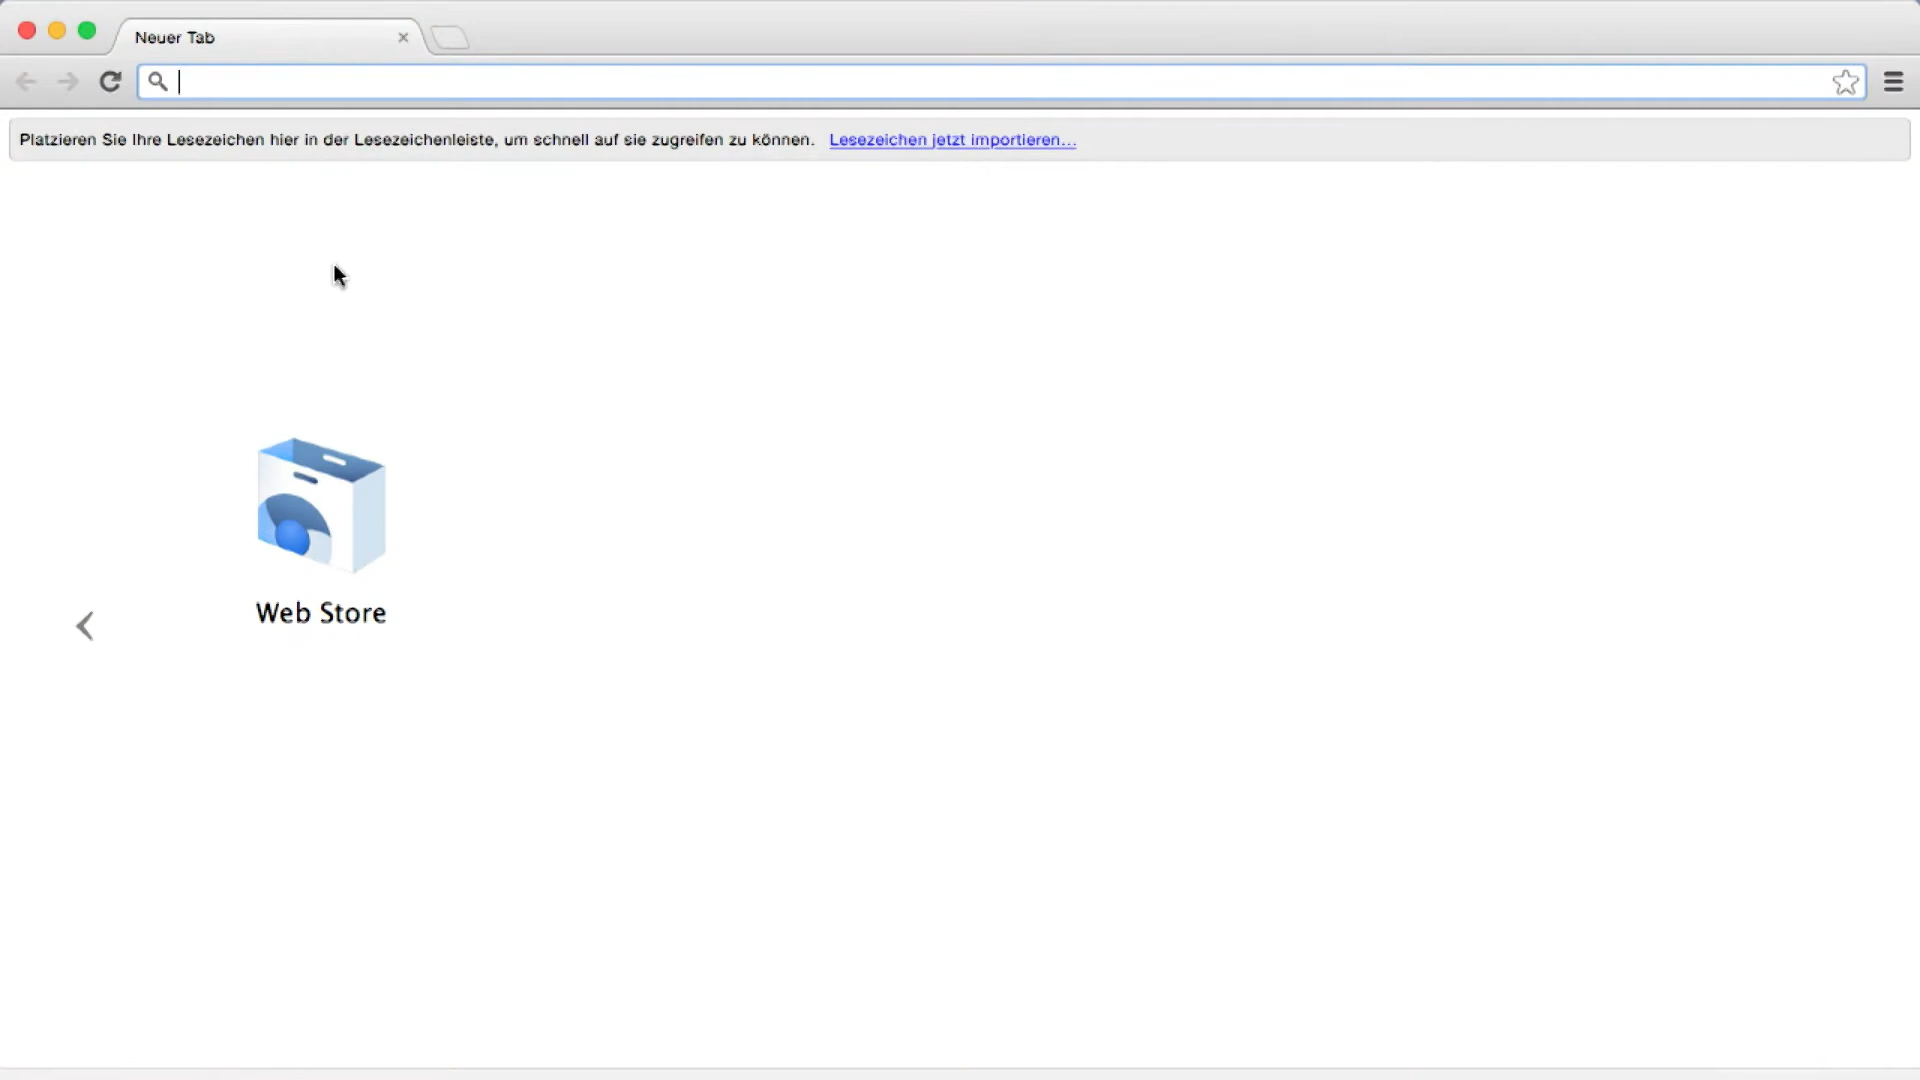 Neuer Tab
Platzieren Sie Ihre Lesezeichen hier in der Lesezeichenleiste, um schnell auf sie zugreifen zu können. Lesezeichen jetzt importieren...
Web Store